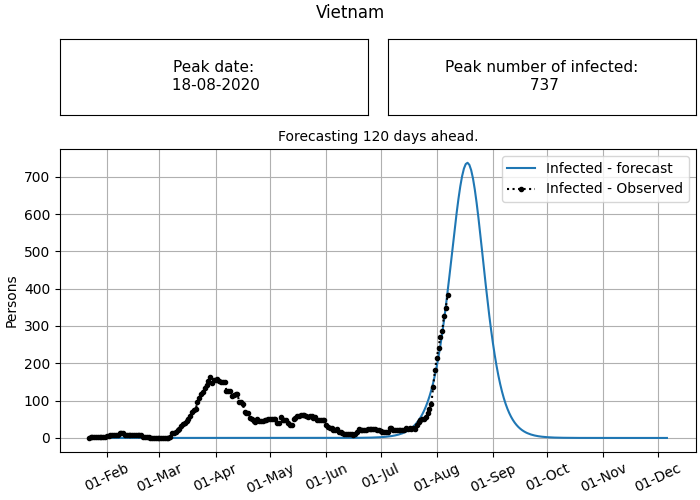 Vietnam
Peak date:
18-08-2020
Peak number of infected:
737
Forecasting 120 days ahead.
Infected - forecast
Infected - Observed
Persons
700
600
500
400
300
200
100
0
01-Feb
01-Mar
01-Apr
01-May
01-Jun
01-Jul
01-Aug
01-Sep
01-Oct
01-Nov
01-Dec